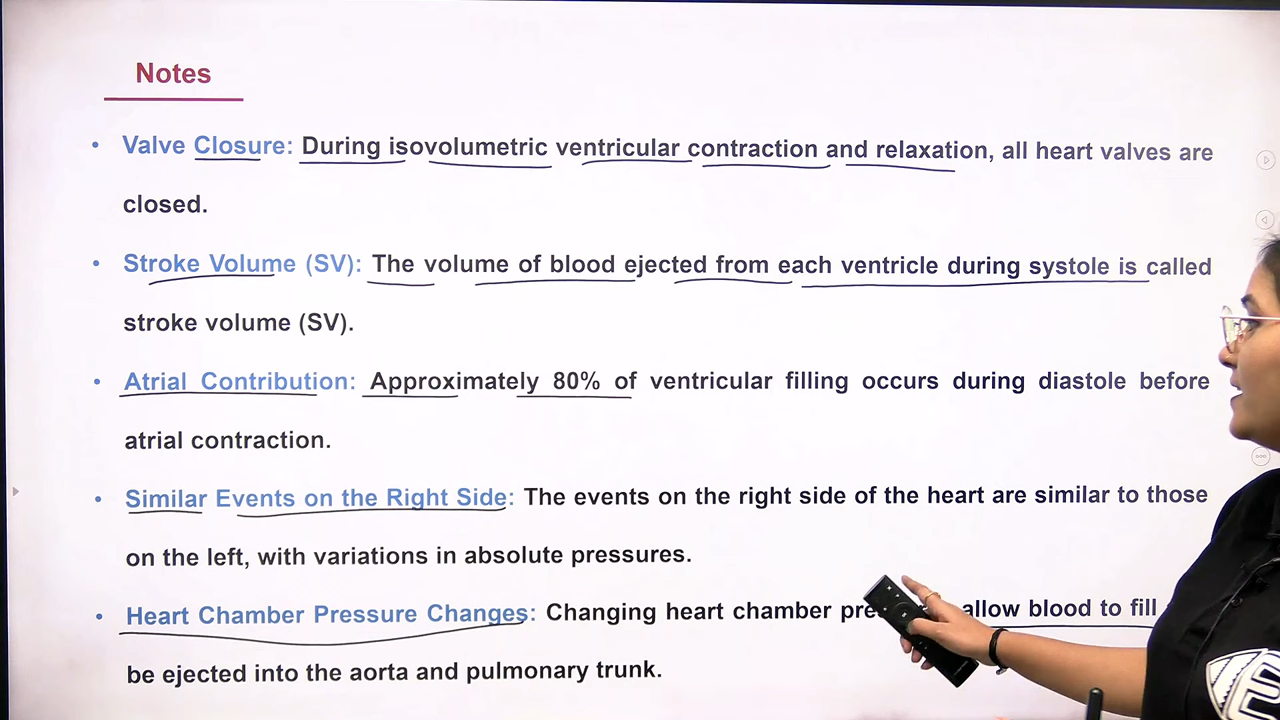 Notes
• Valve Closure: During isovolumetric ventricular contraction and relaxation, all heart valves are
closed.
• Stroke Volume (SV): The volume of blood ejected from each ventricle during systole is called
stroke volume (SV).
• Atrial Contribution: Approximately 80% of ventricular filling occurs during diastole before
atrial contraction.
• Similar Events on the Right Side: The events on the right side of the heart are similar to those
on the left, with variations in absolute pressures.
• Heart Chamber Pressure Changes: Changing heart chamber allow blood to fill
be ejected into the aorta and pulmonary trunk.